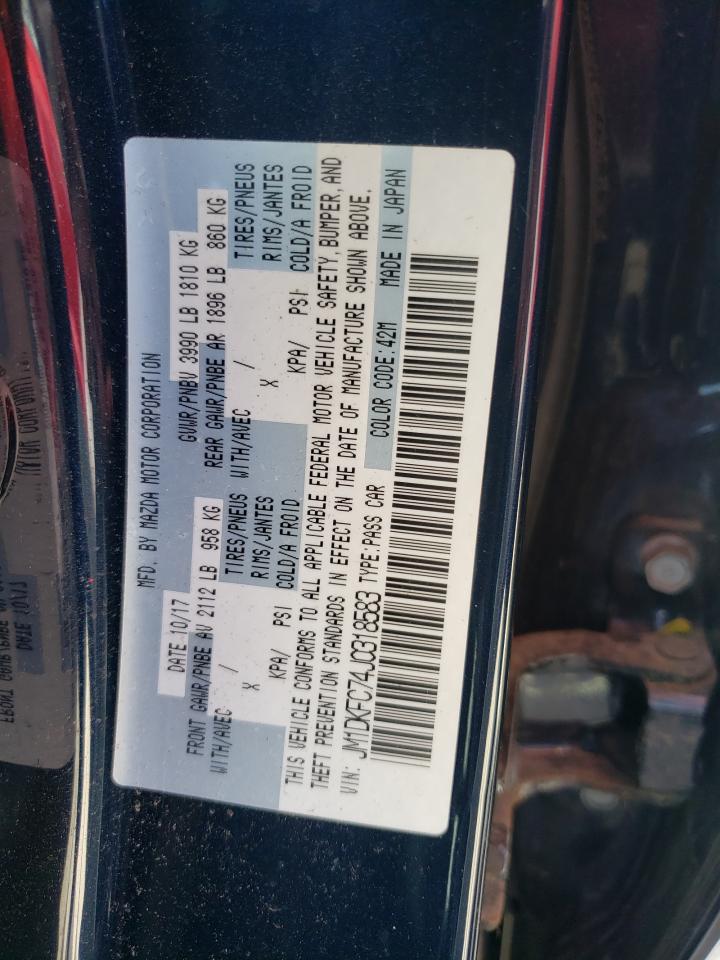 MFD. BY MAZDA MOTOR CORPORATION
DATE 10/17 GVWR/PNBV 3990 LB 1810 KG
FRONT GAWR/PNBE AV 2112 LB 958 KG REAR GAWR/PNBE AR 1896 LB 860 KG
WITH/AVEC / TIRES/PNEUS WITH/AVEC / TIRES/PNEUS
X RIMS/JANTES X RIMS/JANTES
KPA/ PSI COLD/A FROID KPA/ PSI COLD/A FROID
THIS VEHICLE CONFORMS TO ALL APPLICABLE FEDERAL MOTOR VEHICLE SAFETY, BUMPER, AND
THEFT PREVENTION STANDARDS IN EFFECT ON THE DATE OF MANUFACTURE SHOWN ABOVE.
VIN: JM1DKFC74J0318583 TYPE:PASS CAR COLOR CODE:42M MADE IN JAPAN